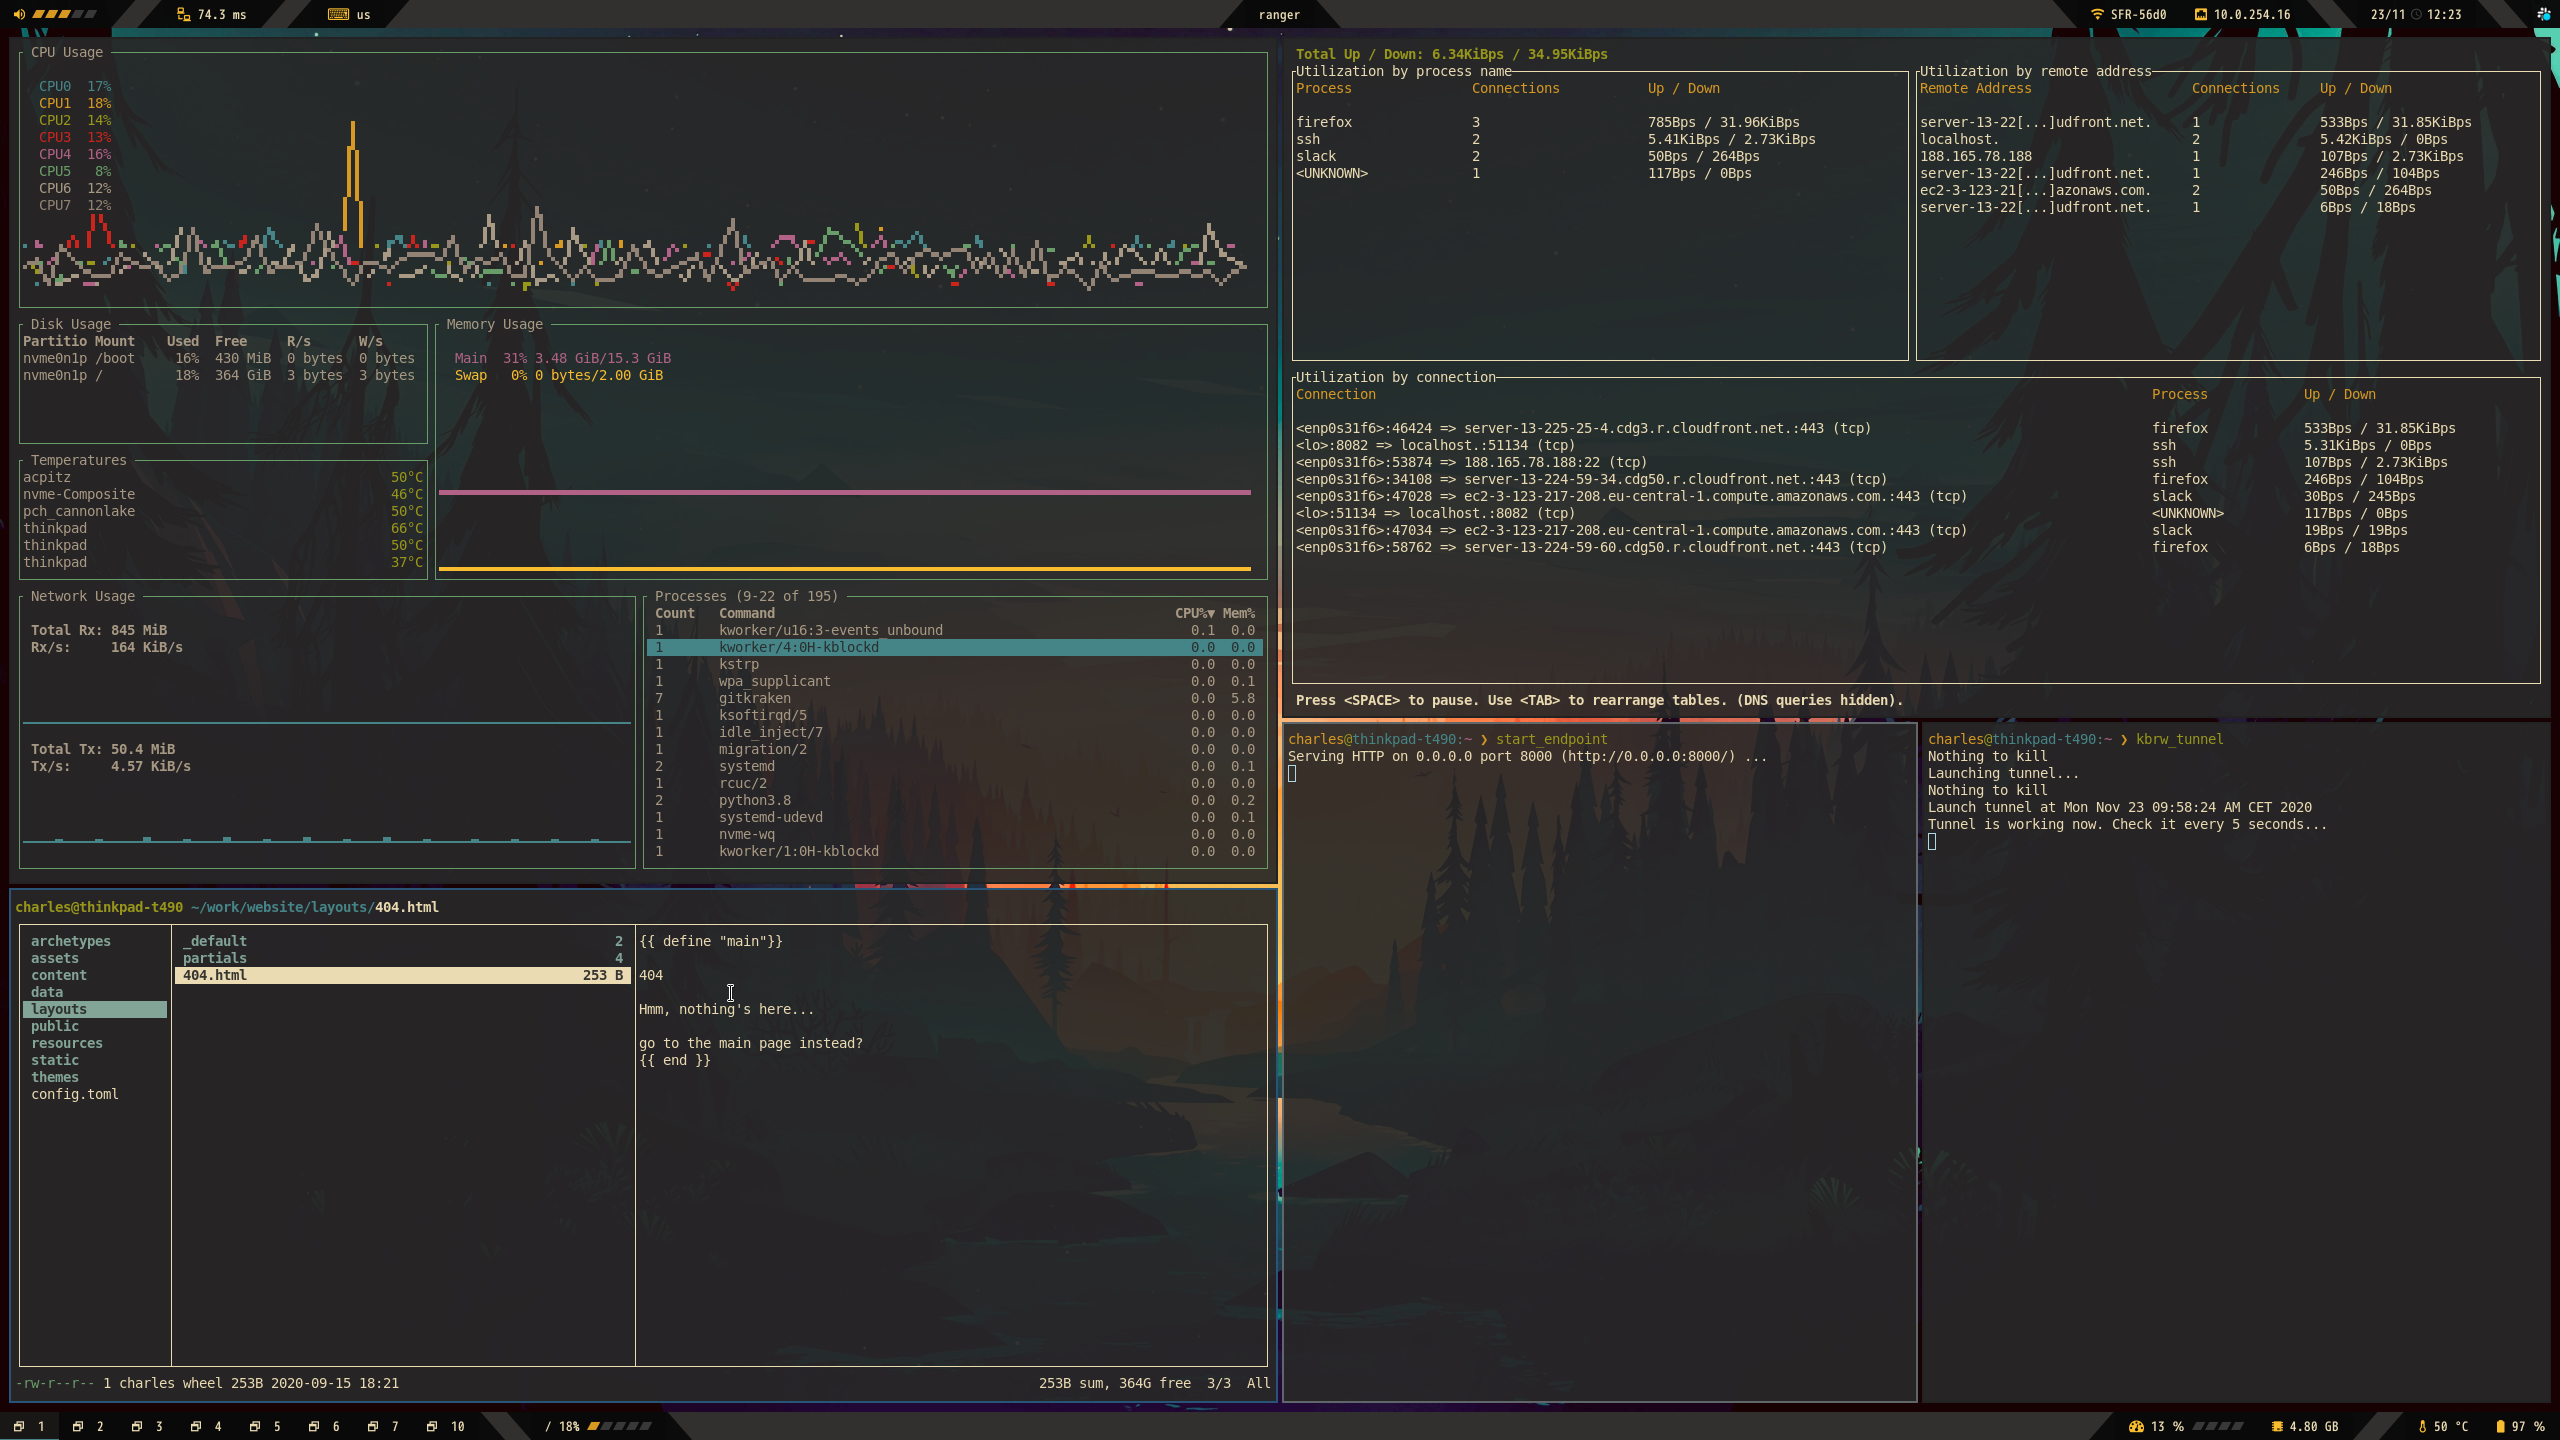 74.3 ms
us
ranger
SFR-56d0
10.0.254.16
23/11 12:23
CPU Usage
CPU0 17%
CPU1 18%
CPU2 14%
CPU3 13%
CPU4 16%
CPU5 8%
CPU6 12%
CPU7 12%
Disk Usage
Partitio Mount Used Free R/s W/s
nvme0n1p /boot 16% 430 MiB 0 bytes 0 bytes
nvme0n1p / 18% 364 GiB 3 bytes 3 bytes
Memory Usage
Main 31% 3.48 GiB/15.3 GiB
Swap 0% 0 bytes/2.00 GiB
Temperatures
acpitz 50°C
nvme-Composite 46°C
pch_cannonlake 50°C
thinkpad 66°C
thinkpad 50°C
thinkpad 37°C
Network Usage
Total Rx: 845 MiB
Rx/s: 164 KiB/s
Total Tx: 50.4 MiB
Tx/s: 4.57 KiB/s
Processes (9-22 of 195)
Count Command CPU%▼ Mem%
1 kworker/u16:3-events_unbound 0.1 0.0
1 kworker/4:0H-kblockd 0.0 0.0
1 kstrp 0.0 0.0
1 wpa_supplicant 0.0 0.1
7 gitkraken 0.0 5.8
1 ksoftirqd/5 0.0 0.0
1 idle_inject/7 0.0 0.0
1 migration/2 0.0 0.0
2 systemd 0.0 0.1
1 rcuc/2 0.0 0.0
2 python3.8 0.0 0.2
1 systemd-udevd 0.0 0.1
1 nvme-wq 0.0 0.0
1 kworker/1:0H-kblockd 0.0 0.0
Total Up / Down: 6.34KiBps / 34.95KiBps
Utilization by process name
Process Connections Up / Down
firefox 3 785Bps / 31.96KiBps
ssh 2 5.41KiBps / 2.73KiBps
slack 2 50Bps / 264Bps
<UNKNOWN> 1 117Bps / 0Bps
Utilization by remote address
Remote Address Connections Up / Down
server-13-22[...]udfront.net. 1 533Bps / 31.85KiBps
localhost. 2 5.42KiBps / 0Bps
188.165.78.188 1 107Bps / 2.73KiBps
server-13-22[...]udfront.net. 1 246Bps / 104Bps
ec2-3-123-21[...]azonaws.com. 2 50Bps / 264Bps
server-13-22[...]udfront.net. 1 6Bps / 18Bps
Utilization by connection
Connection Process Up / Down
<enp0s31f6>:46424 => server-13-225-25-4.cdg3.r.cloudfront.net.:443 (tcp) firefox 533Bps / 31.85KiBps
<lo>:8082 => localhost.:51134 (tcp) ssh 5.31KiBps / 0Bps
<enp0s31f6>:53874 => 188.165.78.188:22 (tcp) ssh 107Bps / 2.73KiBps
<enp0s31f6>:34108 => server-13-224-59-34.cdg50.r.cloudfront.net.:443 (tcp) firefox 246Bps / 104Bps
<enp0s31f6>:47028 => ec2-3-123-217-208.eu-central-1.compute.amazonaws.com.:443 (tcp) slack 30Bps / 245Bps
<lo>:51134 => localhost.:8082 (tcp) <UNKNOWN> 117Bps / 0Bps
<enp0s31f6>:47034 => ec2-3-123-217-208.eu-central-1.compute.amazonaws.com.:443 (tcp) slack 19Bps / 19Bps
<enp0s31f6>:58762 => server-13-224-59-60.cdg50.r.cloudfront.net.:443 (tcp) firefox 6Bps / 18Bps
Press <SPACE> to pause. Use <TAB> to rearrange tables. (DNS queries hidden).
charles@thinkpad-t490:~ ❯ start_endpoint
Serving HTTP on 0.0.0.0 port 8000 (http://0.0.0.0:8000/) ...
charles@thinkpad-t490:~ ❯ kbrw_tunnel
Nothing to kill
Launching tunnel...
Nothing to kill
Launch tunnel at Mon Nov 23 09:58:24 AM CET 2020
Tunnel is working now. Check it every 5 seconds...
charles@thinkpad-t490 ~/work/website/layouts/404.html
archetypes
assets
content
data
layouts
public
resources
static
themes
config.toml
_default 2
partials 4
404.html 253 B
{{ define "main"}}
404
Hmm, nothing's here...
go to the main page instead?
{{ end }}
-rw-r--r-- 1 charles wheel 253B 2020-09-15 18:21
253B sum, 364G free 3/3 All
1 2 3 4 5 6 7 10
/ 18%
13 %
4.80 GB
50 °C
97 %